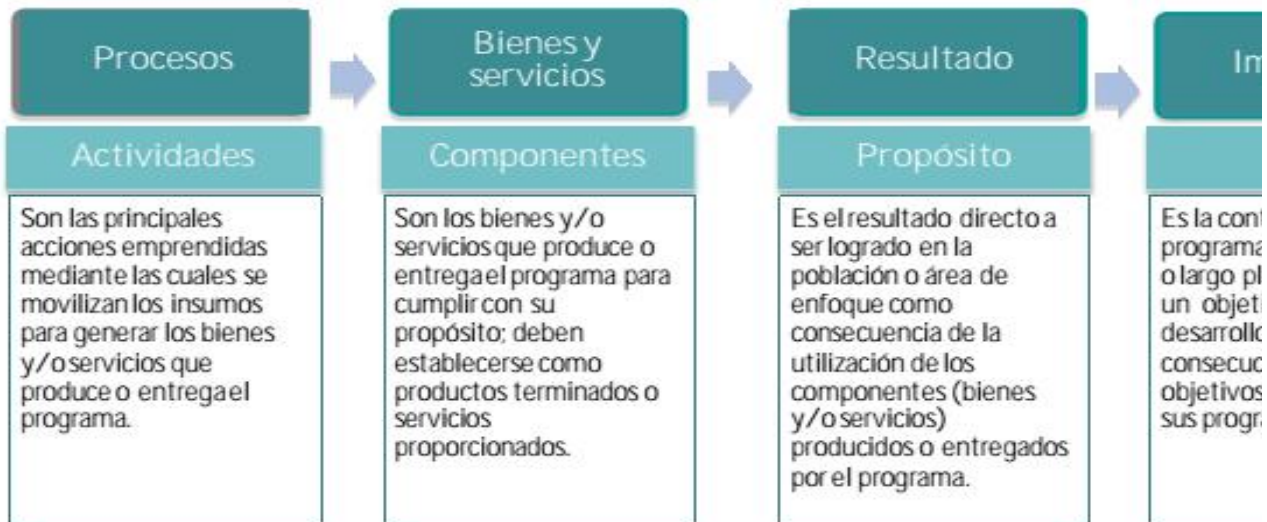 Procesos
Actividades
Son las principales
acciones emprendidas
mediante las cuales se
movilizan los insumos
para generar los bienes
y/o servicios que
produce o entrega el
programa.
Bienes y
servicios
Componentes
Son los bienes y/o
servicios que produce o
entrega el programa para
cumplir con su
propósito; deben
establecerse como
productos terminados o
servicios
proporcionados.
Resultado
Propósito
Es el resultado directo a
ser logrado en la
población o área de
enfoque como
consecuencia de la
utilización de los
componentes (bienes
y/o servicios)
producidos o entregados
por el programa.
Es la
o largo
un